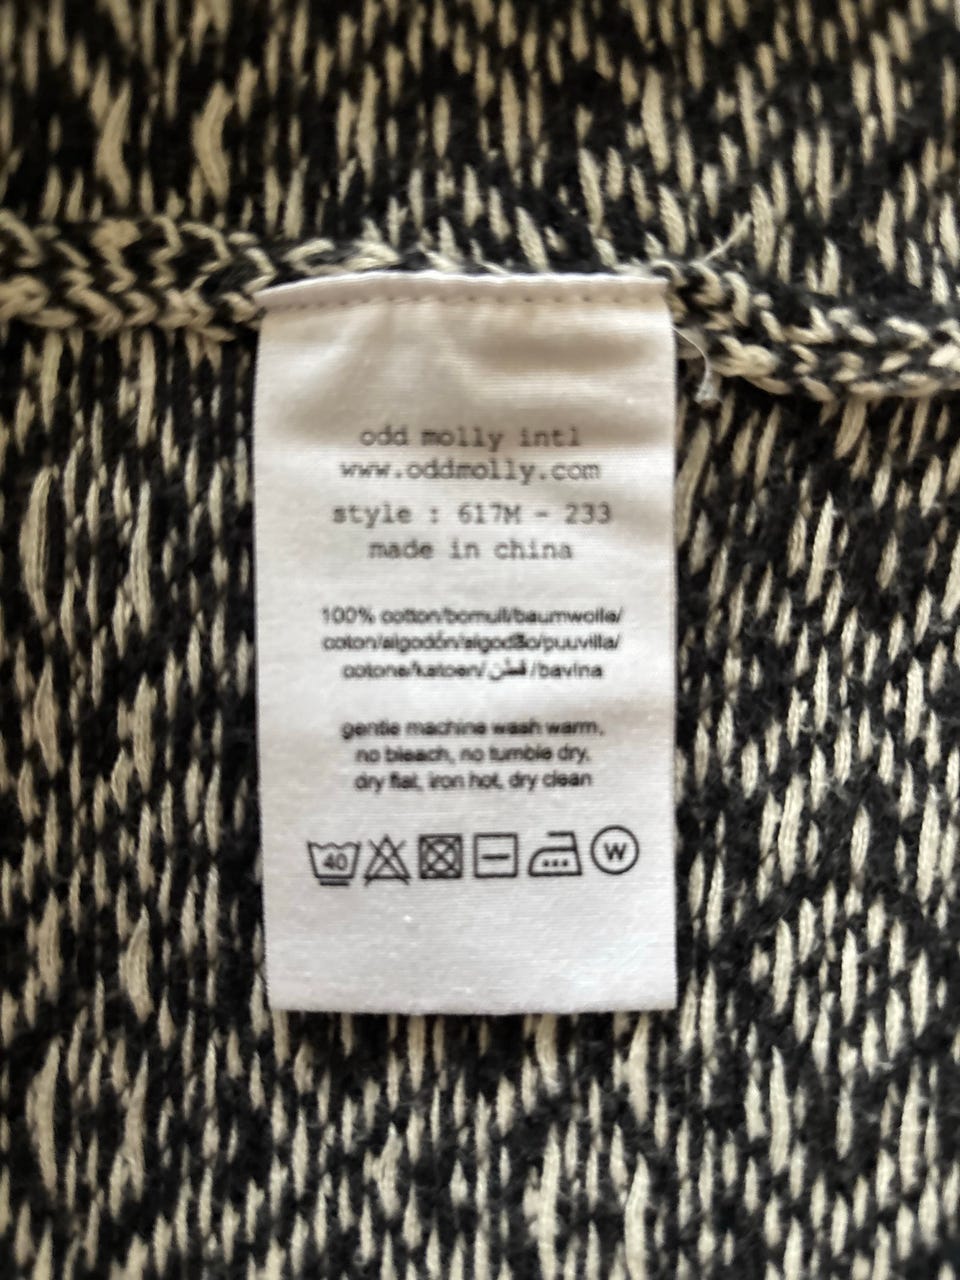 odd molly intl
www.oddmolly.com
style : 617M - 233
made in china
100% cotton/bomull/baumwolle/
coton/algodón/algodão/puuvilla/
cotone/katoen/قطن/bavlna
gentle machine wash warm,
no bleach, no tumble dry,
dry flat, iron hot, dry clean
40
W